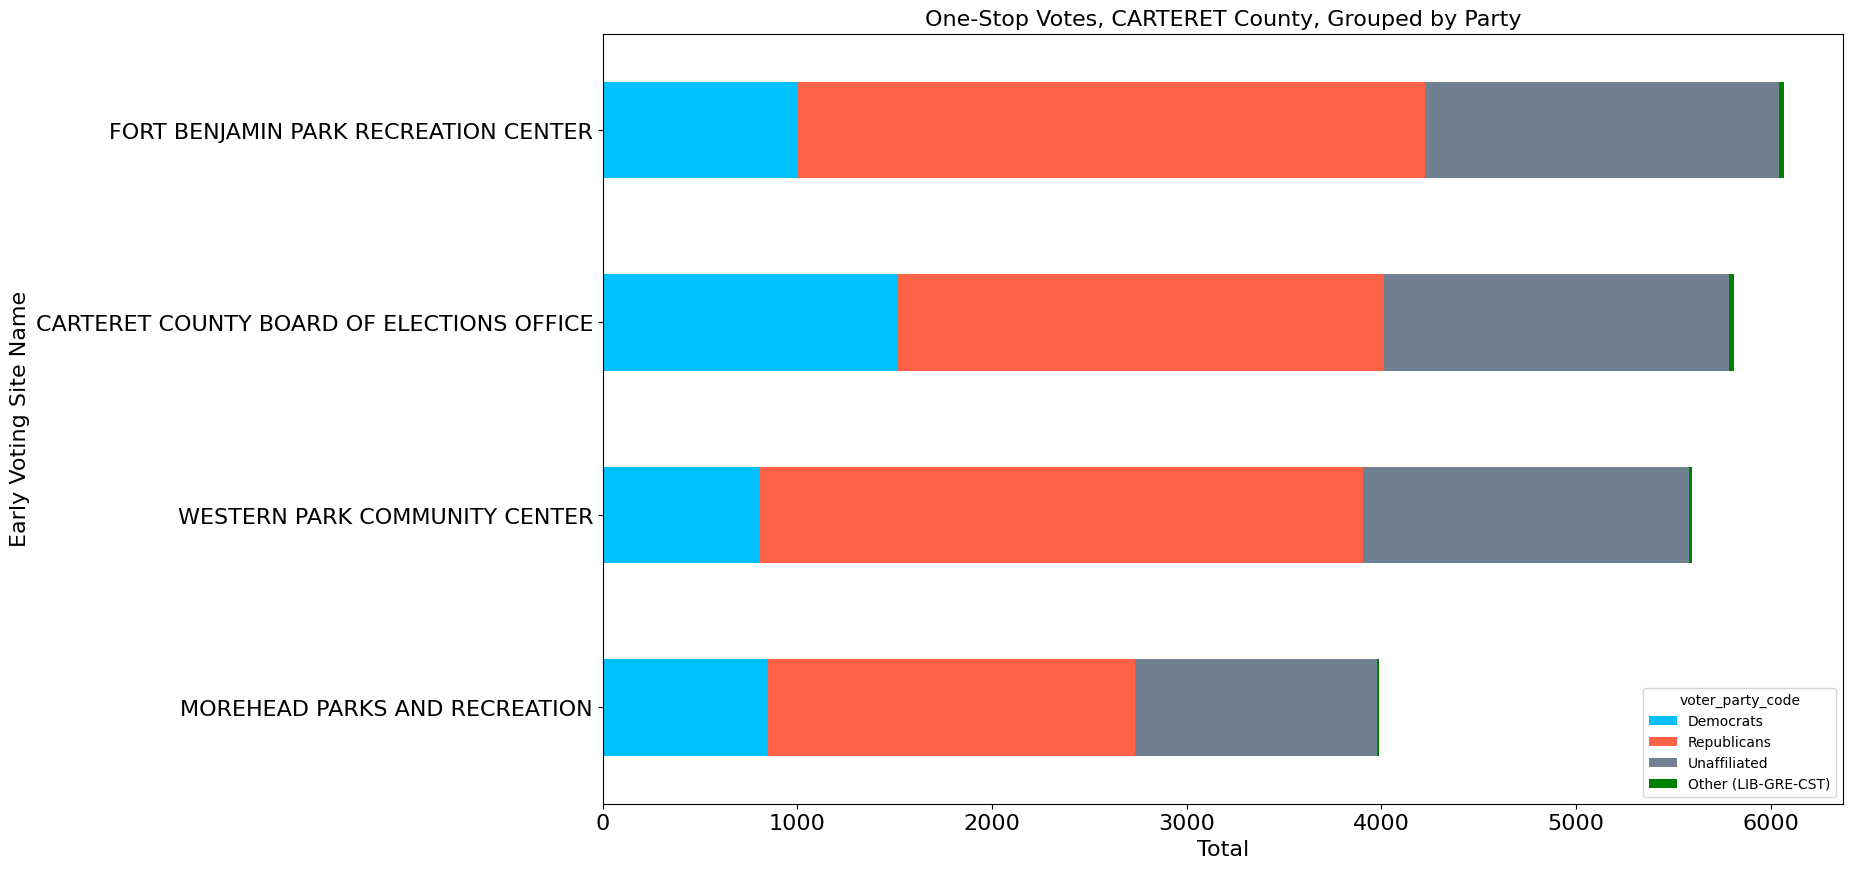 One-Stop Votes, CARTERET County, Grouped by Party
Early Voting Site Name
FORT BENJAMIN PARK RECREATION CENTER
CARTERET COUNTY BOARD OF ELECTIONS OFFICE
WESTERN PARK COMMUNITY CENTER
MOREHEAD PARKS AND RECREATION
voter_party_code
Democrats
Republicans
Unaffiliated
Other (LIB-GRE-CST)
0 1000 2000 3000 4000 5000 6000
Total